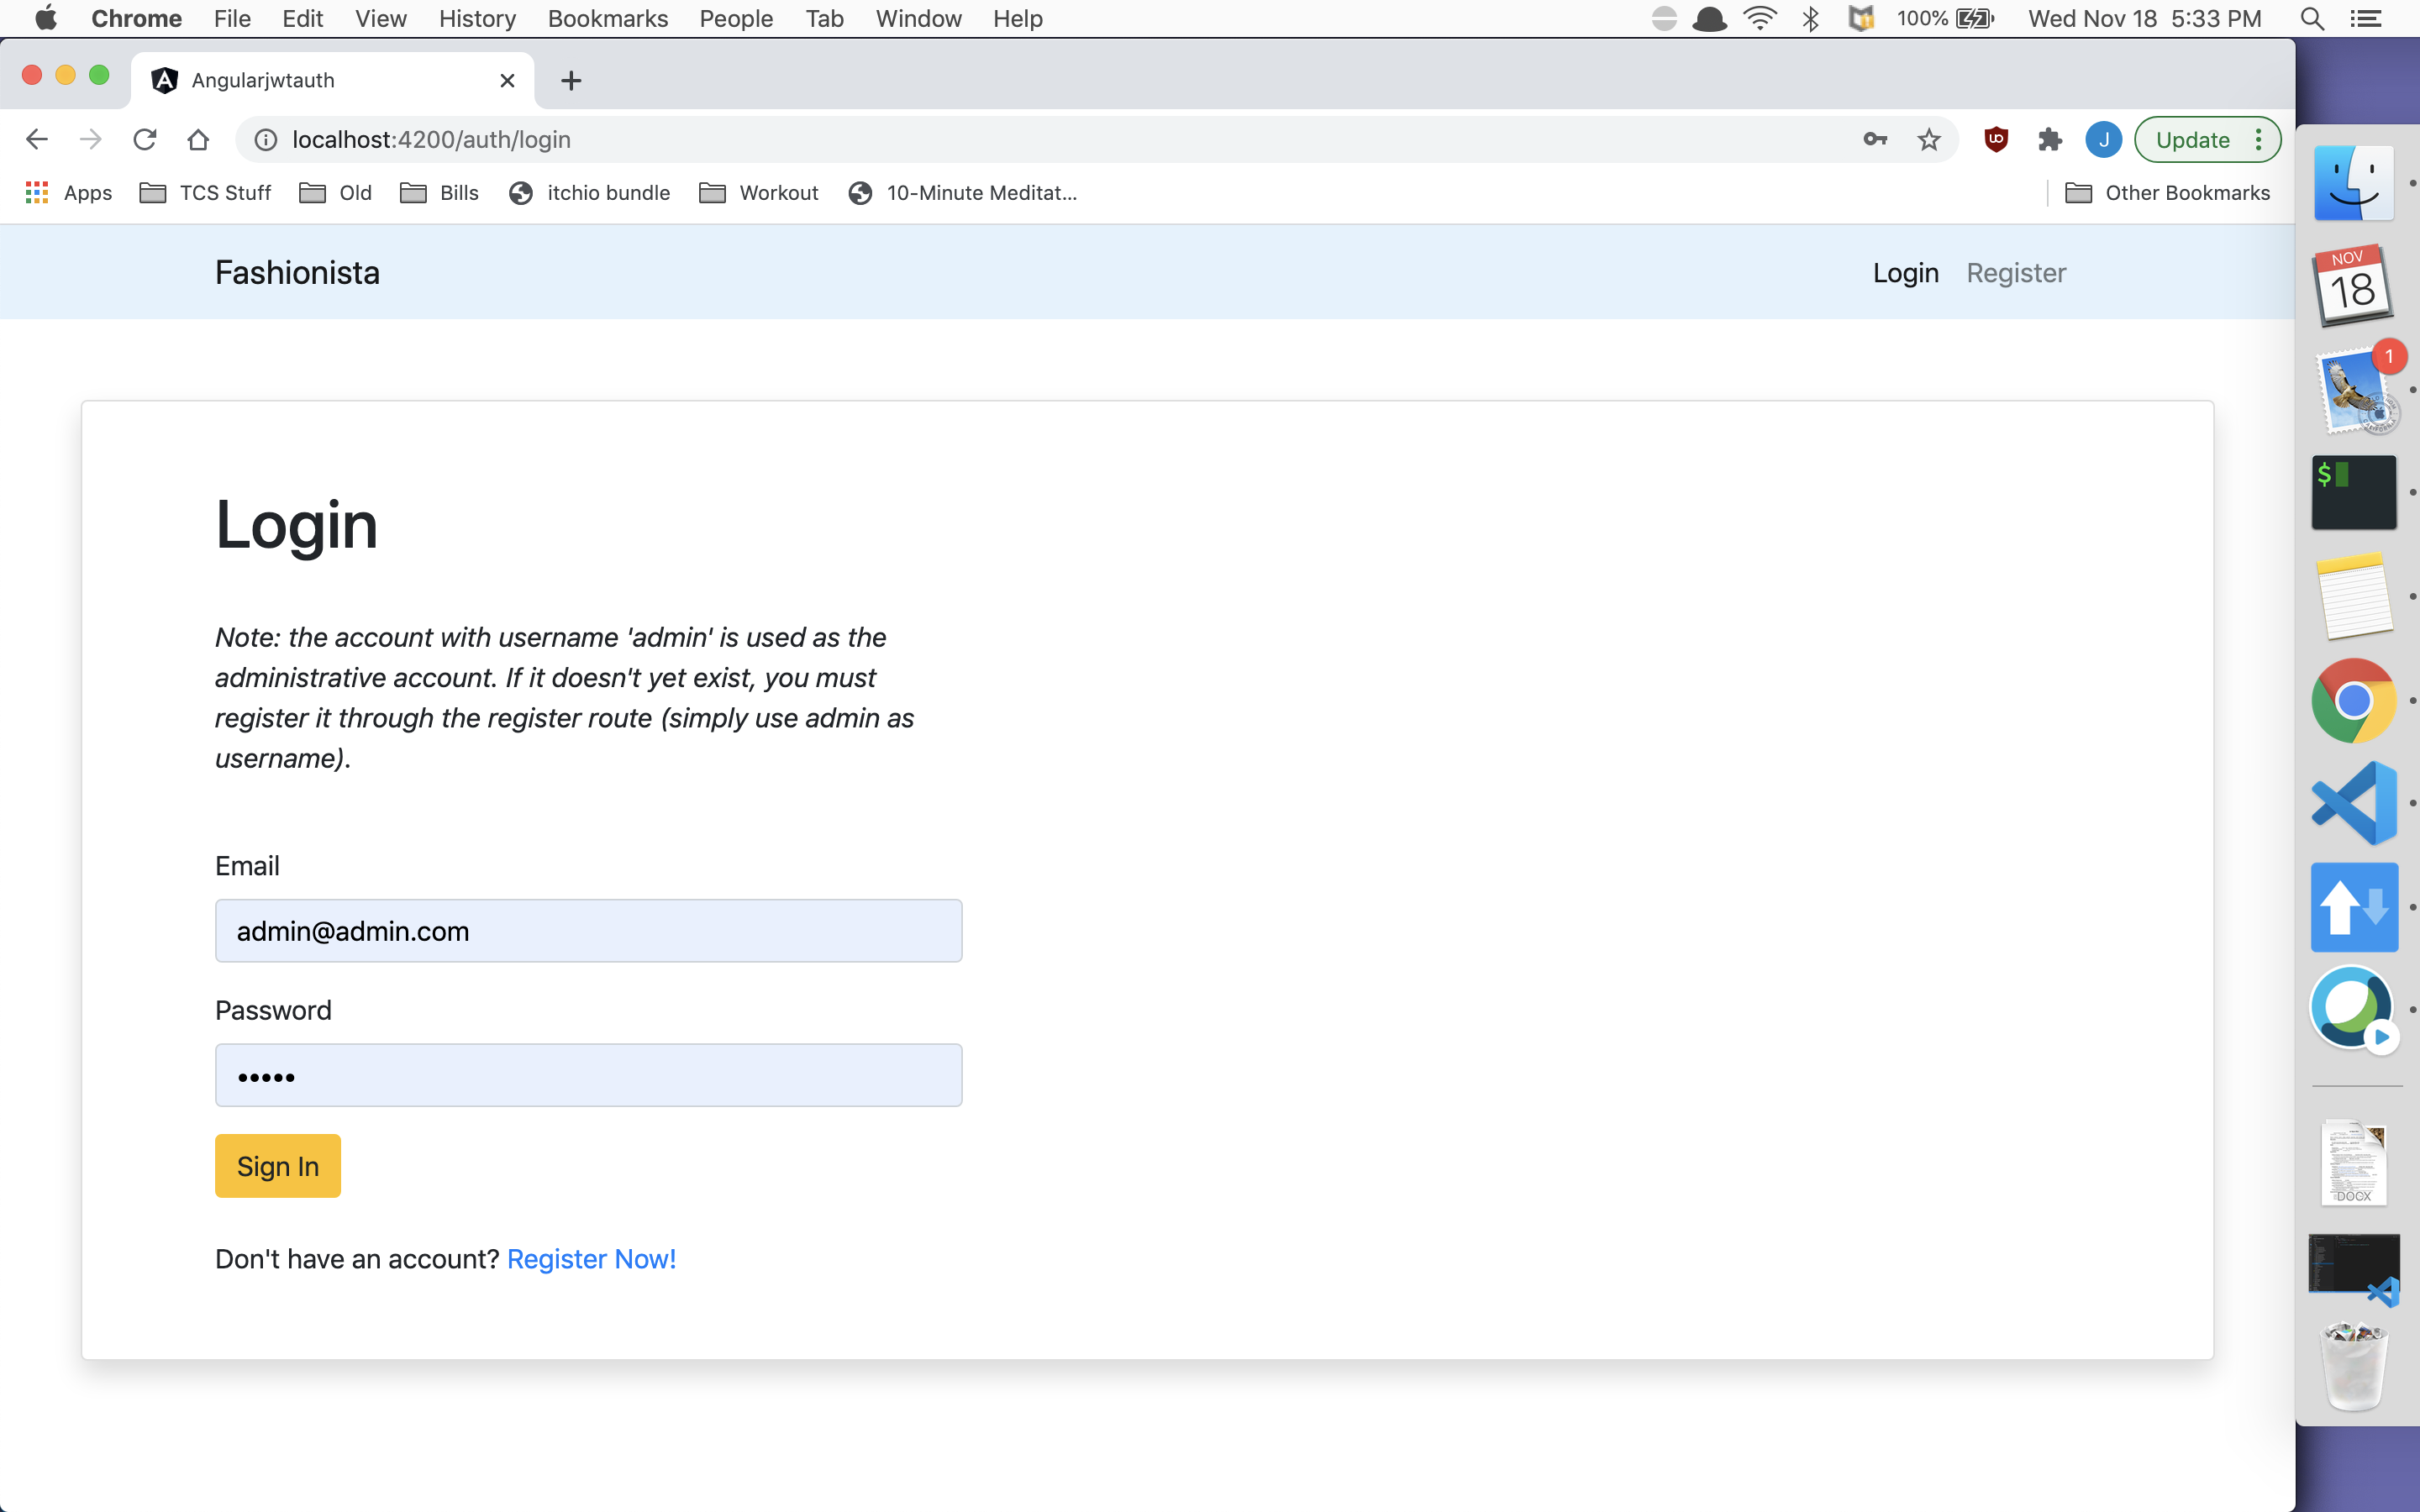 Chrome File Edit View History Bookmarks People Tab Window Help 100% Wed Nov 18 5:33 PM
Angularjwtauth
localhost:4200/auth/login J Update
Apps TCS Stuff Old Bills itchio bundle Workout 10-Minute Meditat... Other Bookmarks
Fashionista Login Register
Login
Note: the account with username 'admin' is used as the
administrative account. If it doesn't yet exist, you must
register it through the register route (simply use admin as
username).
Email
admin@admin.com
Password
•••••
Sign In
Don't have an account? Register Now!
NOV
18
1
$
DOCX